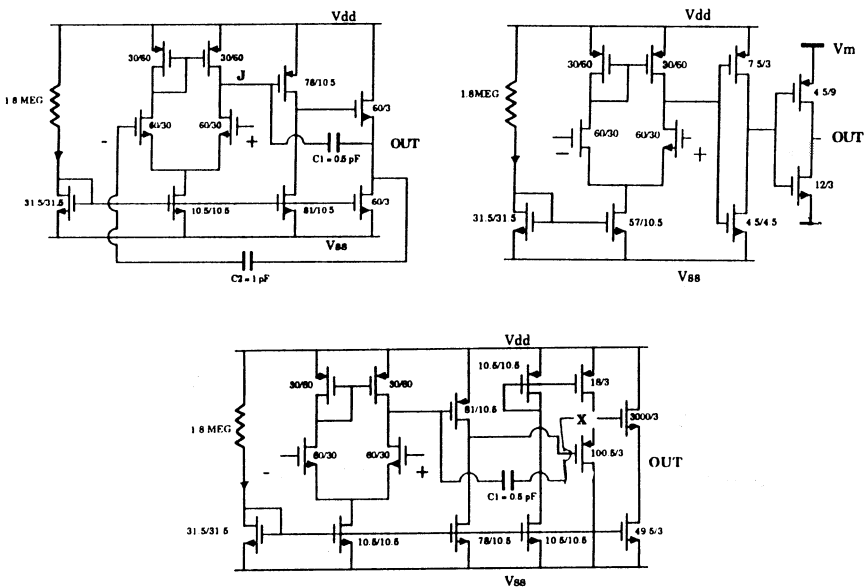 Vdd
30/60
30/60
1.8 MEG
J
78/10.5
60/3
-
60/30
60/30
+
C1 = 0.5 pF
OUT
31.5/31.5
10.5/10.5
81/10.5
60/3
Vss
C2 = 1 pF
Vdd
Vm
30/60
30/60
7.5/3
1.8 MEG
4.5/9
60/30
60/30
-
+
OUT
12/3
31.5/31.5
57/10.5
4.5/4.5
Vss
Vdd
10.5/10.5
30/60
30/60
18/3
81/10.5
X
3000/3
1.8 MEG
60/30
60/30
100.5/3
-
+
C1 = 0.5 pF
OUT
31.5/31.5
10.5/10.5
78/10.5
10.5/10.5
49.5/3
Vss